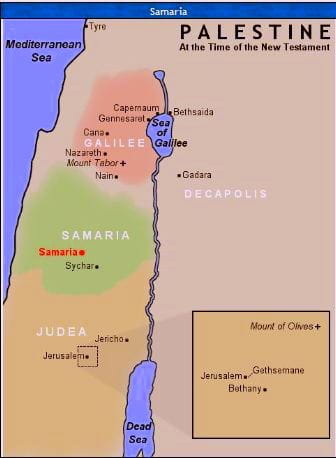 Samaria
PALESTINE
At the Time of the New Testament
Tyre
Mediterranean
Sea
Capernaum
Bethsaida
Gennesaret
Sea
of
Galilee
Cana
GALILEE
Nazareth
Mount Tabor
Nain
Gadara
DECAPOLIS
SAMARIA
Samaria
Sychar
JUDEA
Jericho
Jerusalem
Mount of Olives
Gethsemane
Jerusalem
Bethany
Dead
Sea